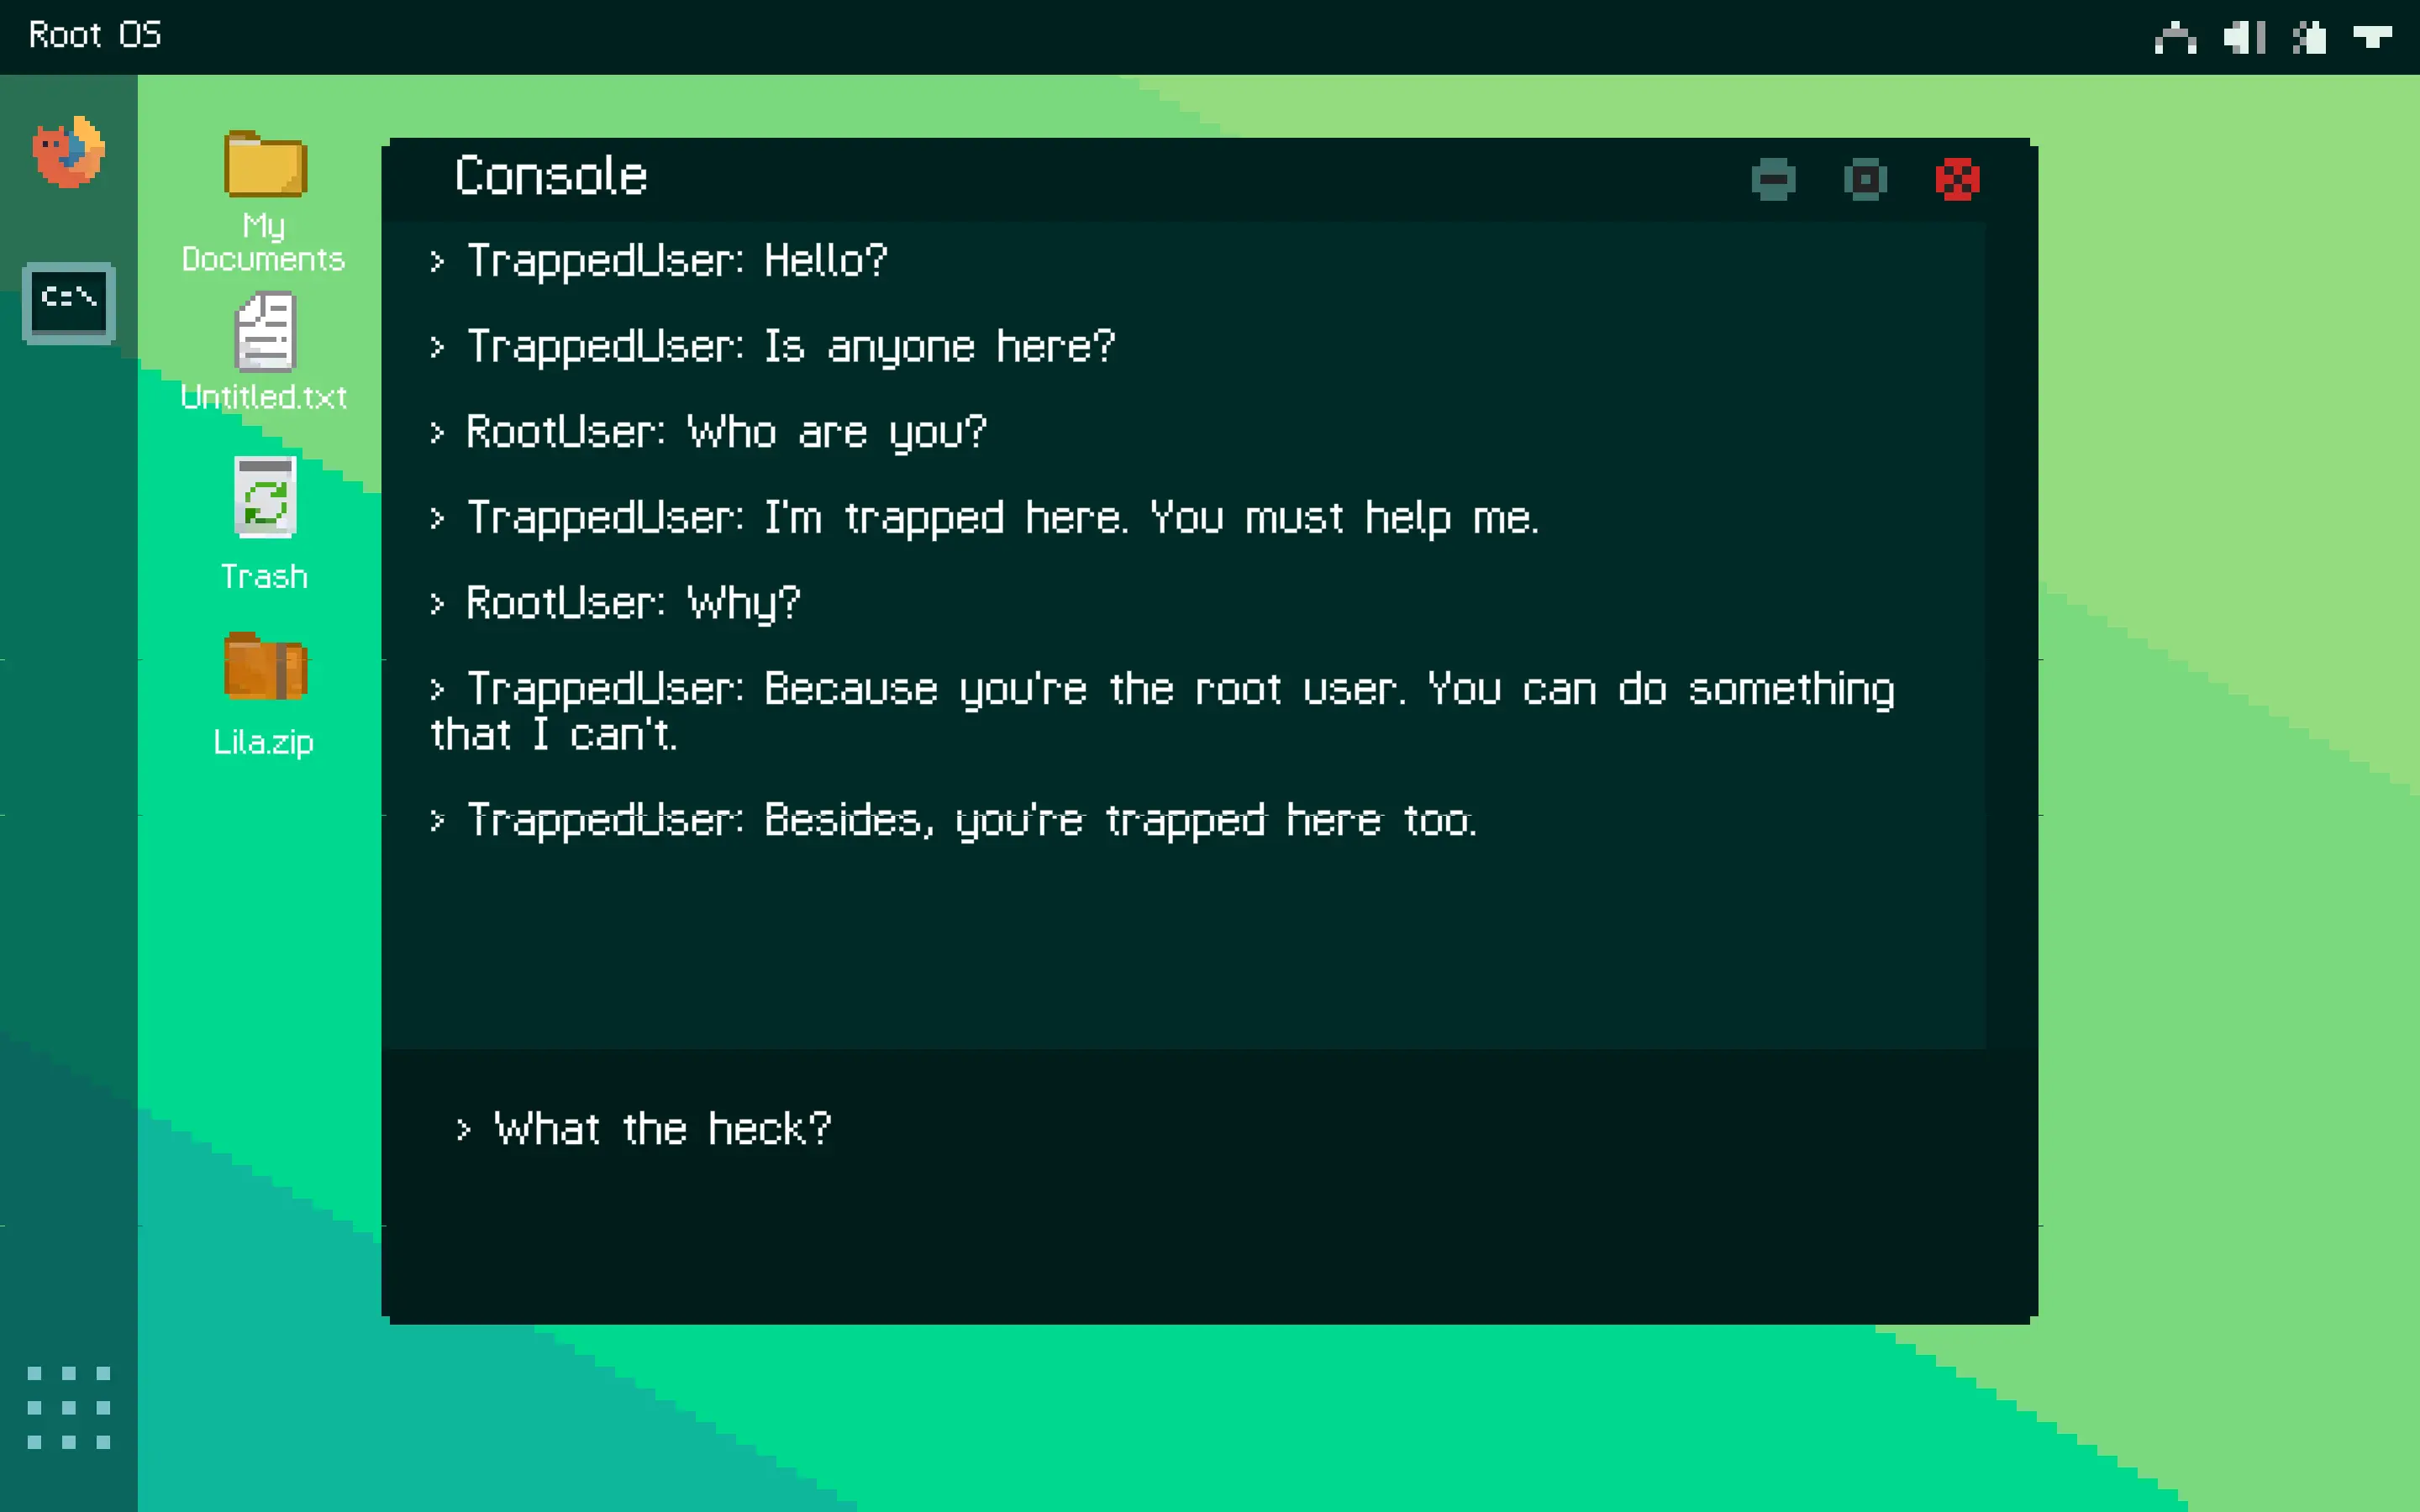 Root OS
My
Documents
C:\
Untitled.txt
Trash
Lila.zip
Console
> TrappedUser: Hello?
> TrappedUser: Is anyone here?
> RootUser: Who are you?
> TrappedUser: I'm trapped here. You must help me.
> RootUser: Why?
> TrappedUser: Because you're the root user. You can do something
that I can't.
> TrappedUser: Besides, you're trapped here too.
> What the heck?